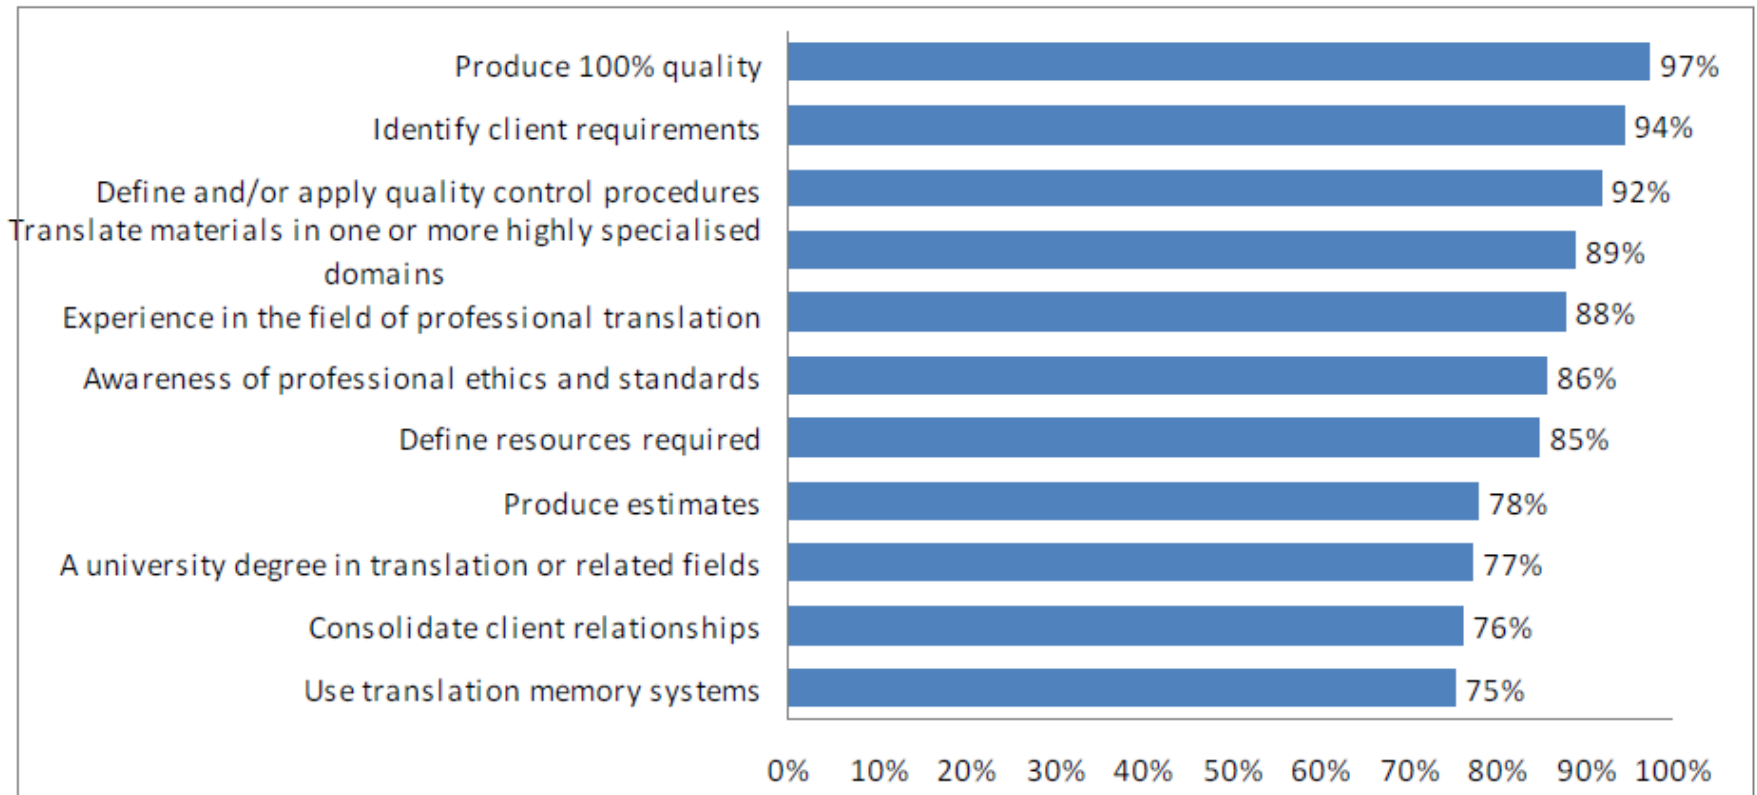 Produce 100% quality 97%
Identify client requirements 94%
Define and/or apply quality control procedures 92%
Translate materials in one or more highly specialised
domains 89%
Experience in the field of professional translation 88%
Awareness of professional ethics and standards 86%
Define resources required 85%
Produce estimates 78%
A university degree in translation or related fields 77%
Consolidate client relationships 76%
Use translation memory systems 75%
0% 10% 20% 30% 40% 50% 60% 70% 80% 90% 100%